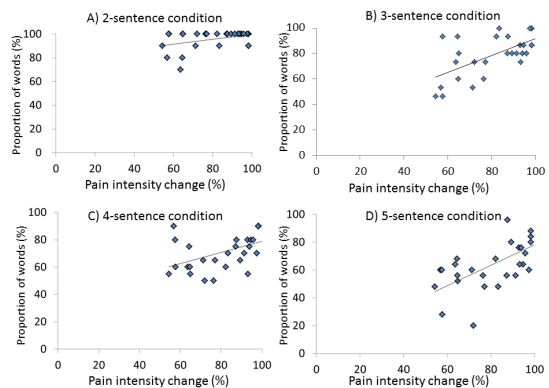 A) 2-sentence condition
Proportion of words (%)
100
80
60
40
20
0
0 20 40 60 80 100
Pain intensity change (%)
B) 3-sentence condition
Proportion of words (%)
100
80
60
40
20
0
0 20 40 60 80 100
Pain intensity change (%)
C) 4-sentence condition
Proportion of words (%)
100
80
60
40
20
0
0 20 40 60 80 100
Pain intensity change (%)
D) 5-sentence condition
Proportion of words (%)
100
80
60
40
20
0
0 20 40 60 80 100
Pain intensity change (%)